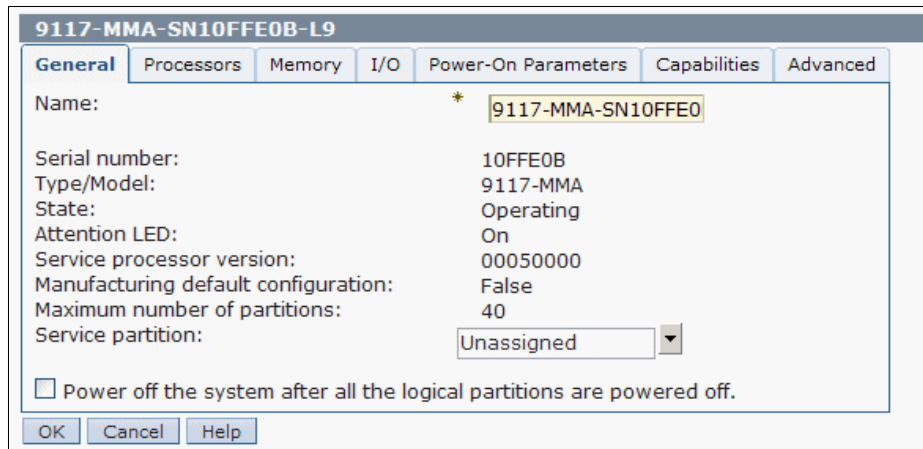 9117-MMA-SN10FFE0B-L9
General Processors Memory I/O Power-On Parameters Capabilities Advanced
Name: * 9117-MMA-SN10FFE0
Serial number: 10FFE0B
Type/Model: 9117-MMA
State: Operating
Attention LED: On
Service processor version: 00050000
Manufacturing default configuration: False
Maximum number of partitions: 40
Service partition: Unassigned
Power off the system after all the logical partitions are powered off.
OK Cancel Help